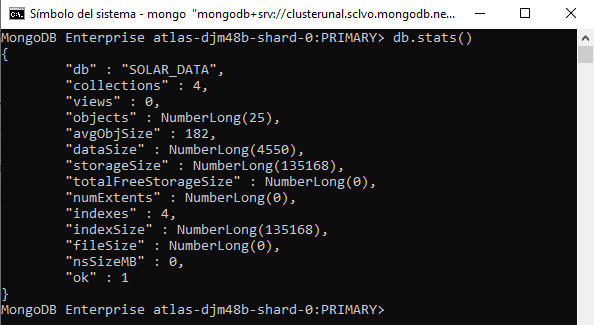 Símbolo del sistema - mongo "mongodb+srv://clusterunal.sclvo.mongodb.ne...
MongoDB Enterprise atlas-djm48b-shard-0:PRIMARY> db.stats()
{
        "db" : "SOLAR_DATA",
        "collections" : 4,
        "views" : 0,
        "objects" : NumberLong(25),
        "avgObjSize" : 182,
        "dataSize" : NumberLong(4550),
        "storageSize" : NumberLong(135168),
        "totalFreeStorageSize" : NumberLong(0),
        "numExtents" : NumberLong(0),
        "indexes" : 4,
        "indexSize" : NumberLong(135168),
        "fileSize" : NumberLong(0),
        "nsSizeMB" : 0,
        "ok" : 1
}
MongoDB Enterprise atlas-djm48b-shard-0:PRIMARY>